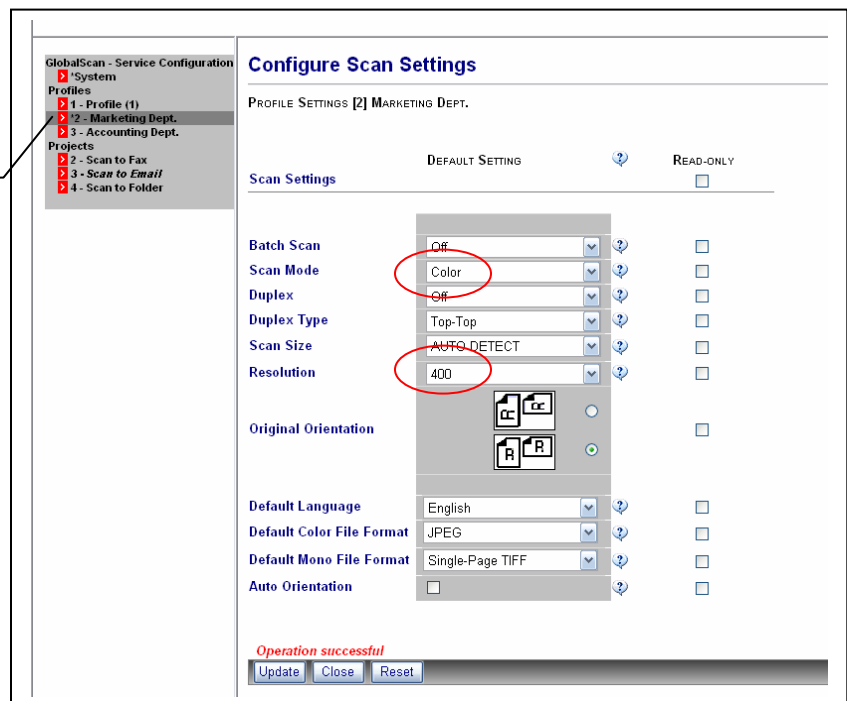 GlobalScan - Service Configuration
*System
Profiles
1 - Profile (1)
*2 - Marketing Dept.
3 - Accounting Dept.
Projects
2 - Scan to Fax
3 - Scan to Email
4 - Scan to Folder
Configure Scan Settings
PROFILE SETTINGS [2] MARKETING DEPT.
DEFAULT SETTING ? READ-ONLY
Scan Settings
Batch Scan Off ?
Scan Mode Color ?
Duplex Off ?
Duplex Type Top-Top ?
Scan Size AUTO DETECT ?
Resolution 400 ?
R R
Original Orientation
R R
Default Language English ?
Default Color File Format JPEG ?
Default Mono File Format Single-Page TIFF ?
Auto Orientation ?
Operation successful
Update Close Reset